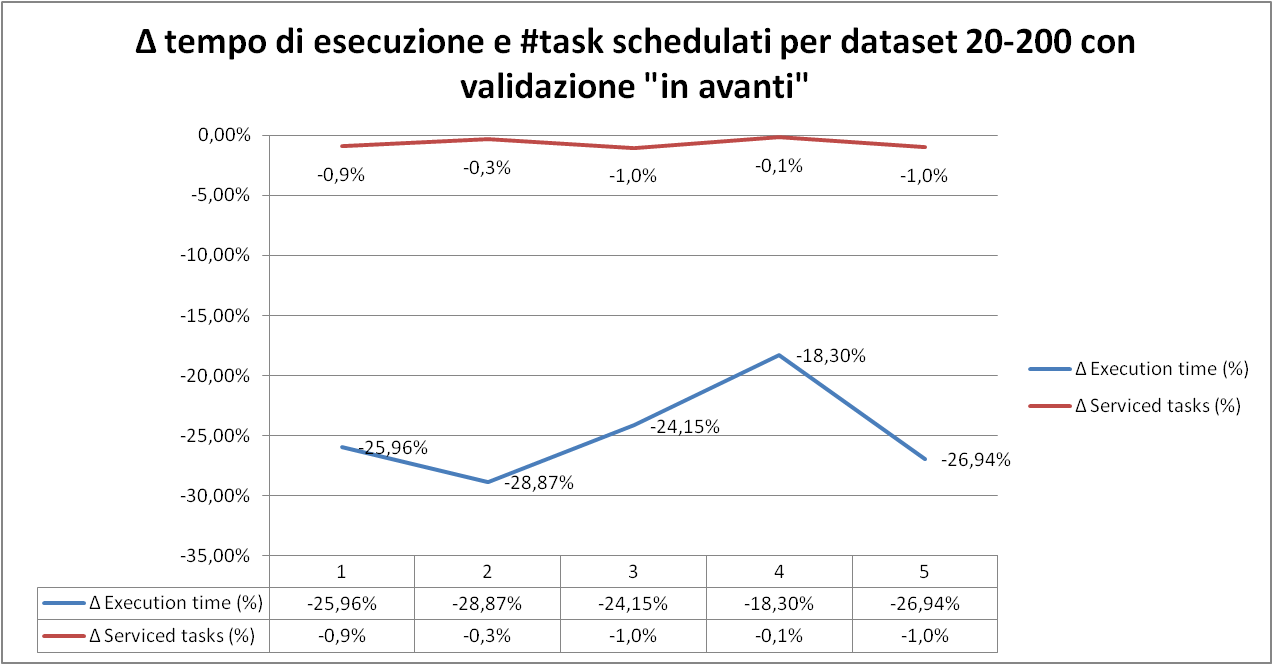 Δ tempo di esecuzione e #task schedulati per dataset 20-200 con
validazione "in avanti"
0,00%
-5,00%
-10,00%
-15,00%
-20,00%
-25,00%
-30,00%
-35,00%
-0,9%
-0,3%
-1,0%
-0,1%
-1,0%
-25,96%
-28,87%
-24,15%
-18,30%
-26,94%
Δ Execution time (%)
Δ Serviced tasks (%)
1 2 3 4 5
Δ Execution time (%) -25,96% -28,87% -24,15% -18,30% -26,94%
Δ Serviced tasks (%) -0,9% -0,3% -1,0% -0,1% -1,0%